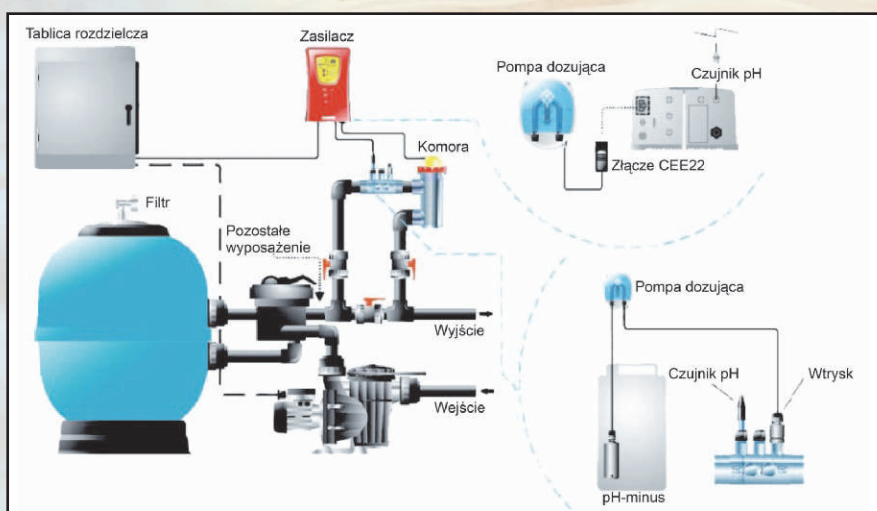 Tablica rozdzielcza
Zasilacz
Pompa dozująca
Czujnik pH
Komora
Złącze CEE22
Filtr
Pozostałe
wyposażenie
Wyjście
Wejście
Pompa dozująca
Czujnik pH
Wtrysk
pH-minus